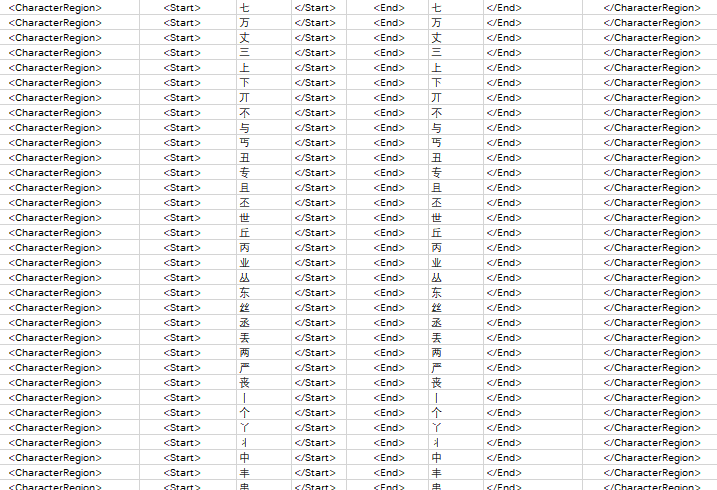 <CharacterRegion> <Start> 七 </Start> <End> 七 </End> </CharacterRegion>
<CharacterRegion> <Start> 万 </Start> <End> 万 </End> </CharacterRegion>
<CharacterRegion> <Start> 丈 </Start> <End> 丈 </End> </CharacterRegion>
<CharacterRegion> <Start> 三 </Start> <End> 三 </End> </CharacterRegion>
<CharacterRegion> <Start> 上 </Start> <End> 上 </End> </CharacterRegion>
<CharacterRegion> <Start> 下 </Start> <End> 下 </End> </CharacterRegion>
<CharacterRegion> <Start> 丌 </Start> <End> 丌 </End> </CharacterRegion>
<CharacterRegion> <Start> 不 </Start> <End> 不 </End> </CharacterRegion>
<CharacterRegion> <Start> 与 </Start> <End> 与 </End> </CharacterRegion>
<CharacterRegion> <Start> 丐 </Start> <End> 丐 </End> </CharacterRegion>
<CharacterRegion> <Start> 丑 </Start> <End> 丑 </End> </CharacterRegion>
<CharacterRegion> <Start> 专 </Start> <End> 专 </End> </CharacterRegion>
<CharacterRegion> <Start> 且 </Start> <End> 且 </End> </CharacterRegion>
<CharacterRegion> <Start> 丕 </Start> <End> 丕 </End> </CharacterRegion>
<CharacterRegion> <Start> 世 </Start> <End> 世 </End> </CharacterRegion>
<CharacterRegion> <Start> 丘 </Start> <End> 丘 </End> </CharacterRegion>
<CharacterRegion> <Start> 丙 </Start> <End> 丙 </End> </CharacterRegion>
<CharacterRegion> <Start> 业 </Start> <End> 业 </End> </CharacterRegion>
<CharacterRegion> <Start> 丛 </Start> <End> 丛 </End> </CharacterRegion>
<CharacterRegion> <Start> 东 </Start> <End> 东 </End> </CharacterRegion>
<CharacterRegion> <Start> 丝 </Start> <End> 丝 </End> </CharacterRegion>
<CharacterRegion> <Start> 丞 </Start> <End> 丞 </End> </CharacterRegion>
<CharacterRegion> <Start> 丢 </Start> <End> 丢 </End> </CharacterRegion>
<CharacterRegion> <Start> 两 </Start> <End> 两 </End> </CharacterRegion>
<CharacterRegion> <Start> 严 </Start> <End> 严 </End> </CharacterRegion>
<CharacterRegion> <Start> 丧 </Start> <End> 丧 </End> </CharacterRegion>
<CharacterRegion> <Start> 丨 </Start> <End> 丨 </End> </CharacterRegion>
<CharacterRegion> <Start> 个 </Start> <End> 个 </End> </CharacterRegion>
<CharacterRegion> <Start> 丫 </Start> <End> 丫 </End> </CharacterRegion>
<CharacterRegion> <Start> 丬 </Start> <End> 丬 </End> </CharacterRegion>
<CharacterRegion> <Start> 中 </Start> <End> 中 </End> </CharacterRegion>
<CharacterRegion> <Start> 丰 </Start> <End> 丰 </End> </CharacterRegion>
<CharacterRegion> <Start> 串 </Start> <End> 串 </End> </CharacterRegion>